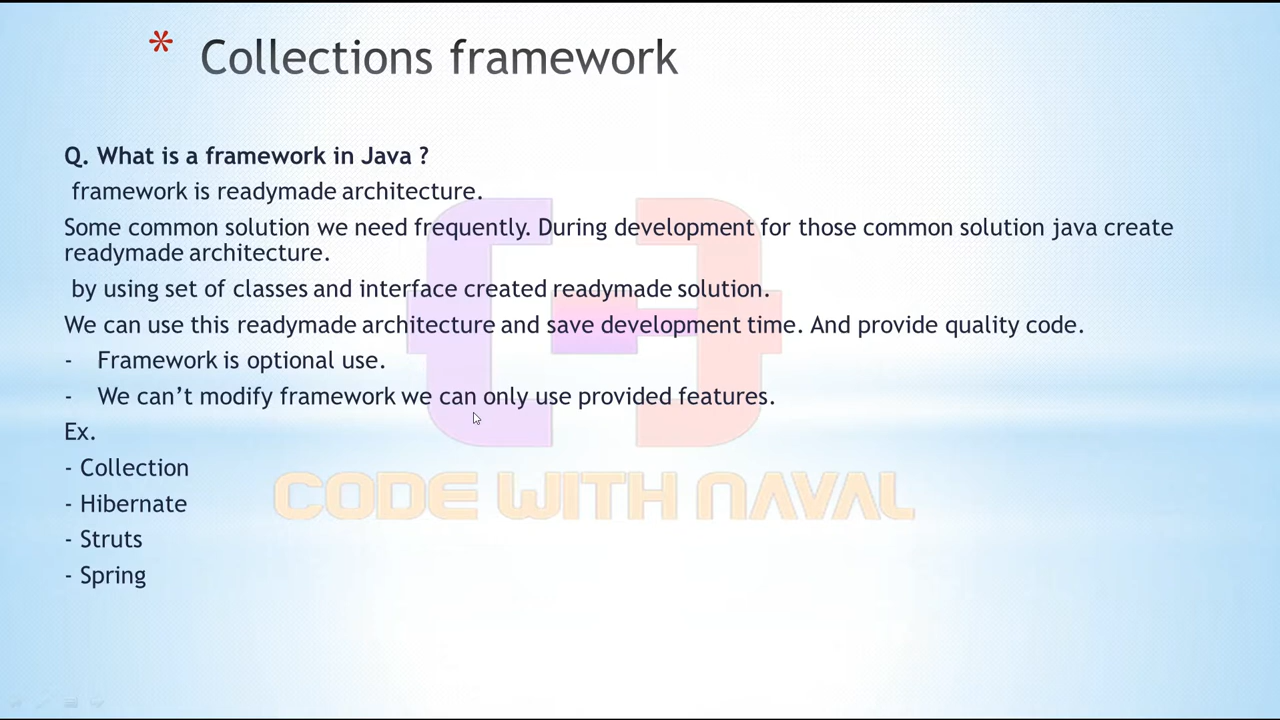 * Collections framework
Q. What is a framework in Java ?
framework is readymade architecture.
Some common solution we need frequently. During development for those common solution java create
readymade architecture.
by using set of classes and interface created readymade solution.
We can use this readymade architecture and save development time. And provide quality code.
- Framework is optional use.
- We can’t modify framework we can only use provided features.
Ex.
- Collection
- Hibernate
CODE WITH NAVAL
- Struts
- Spring